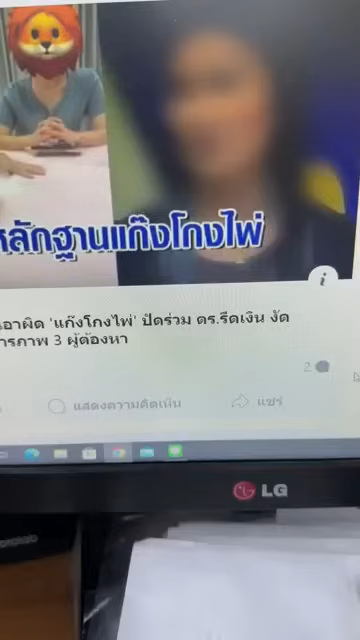 หลักฐานแก๊งโกงไพ่
เอาผิด 'แก๊งโกงไพ่' ปัดร่วม ตร.รีดเงิน งัด
ารภาพ 3 ผู้ต้องหา
2
แสดงความคิดเห็น
แชร์
LG